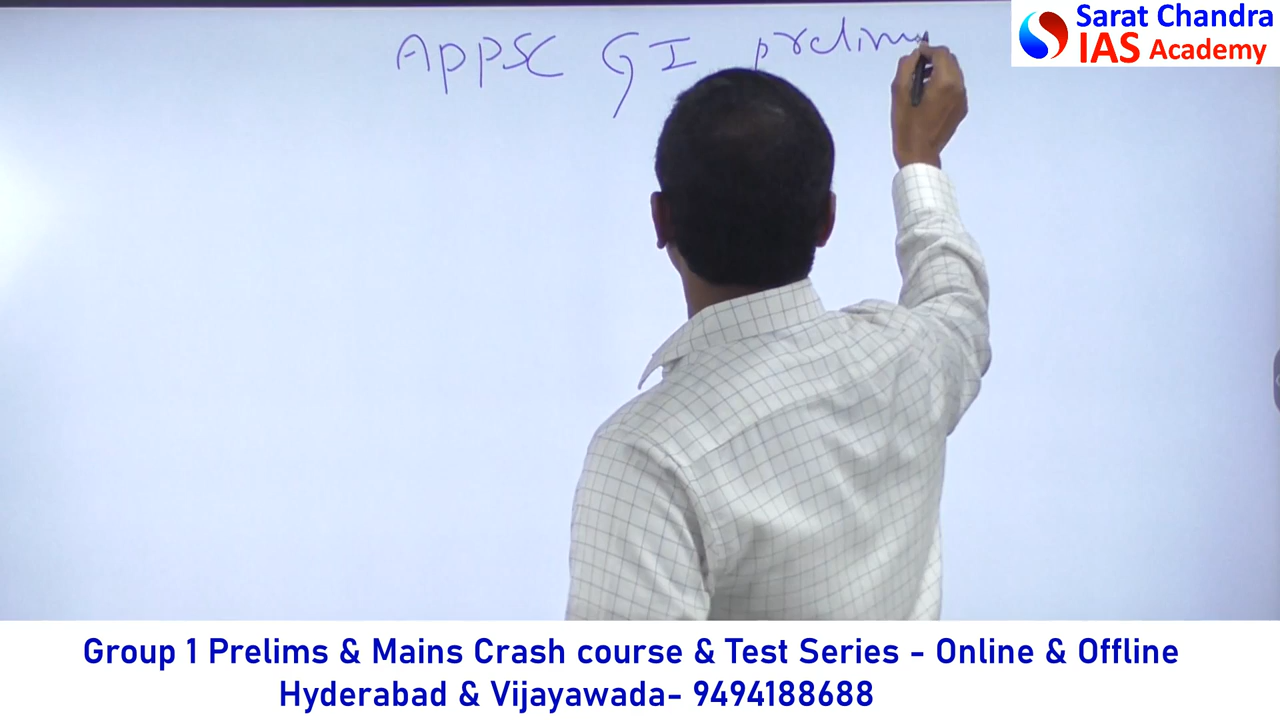 Sarat Chandra
IAS Academy
APPSC GI prelims
Group 1 Prelims & Mains Crash course & Test Series - Online & Offline
Hyderabad & Vijayawada- 9494188688